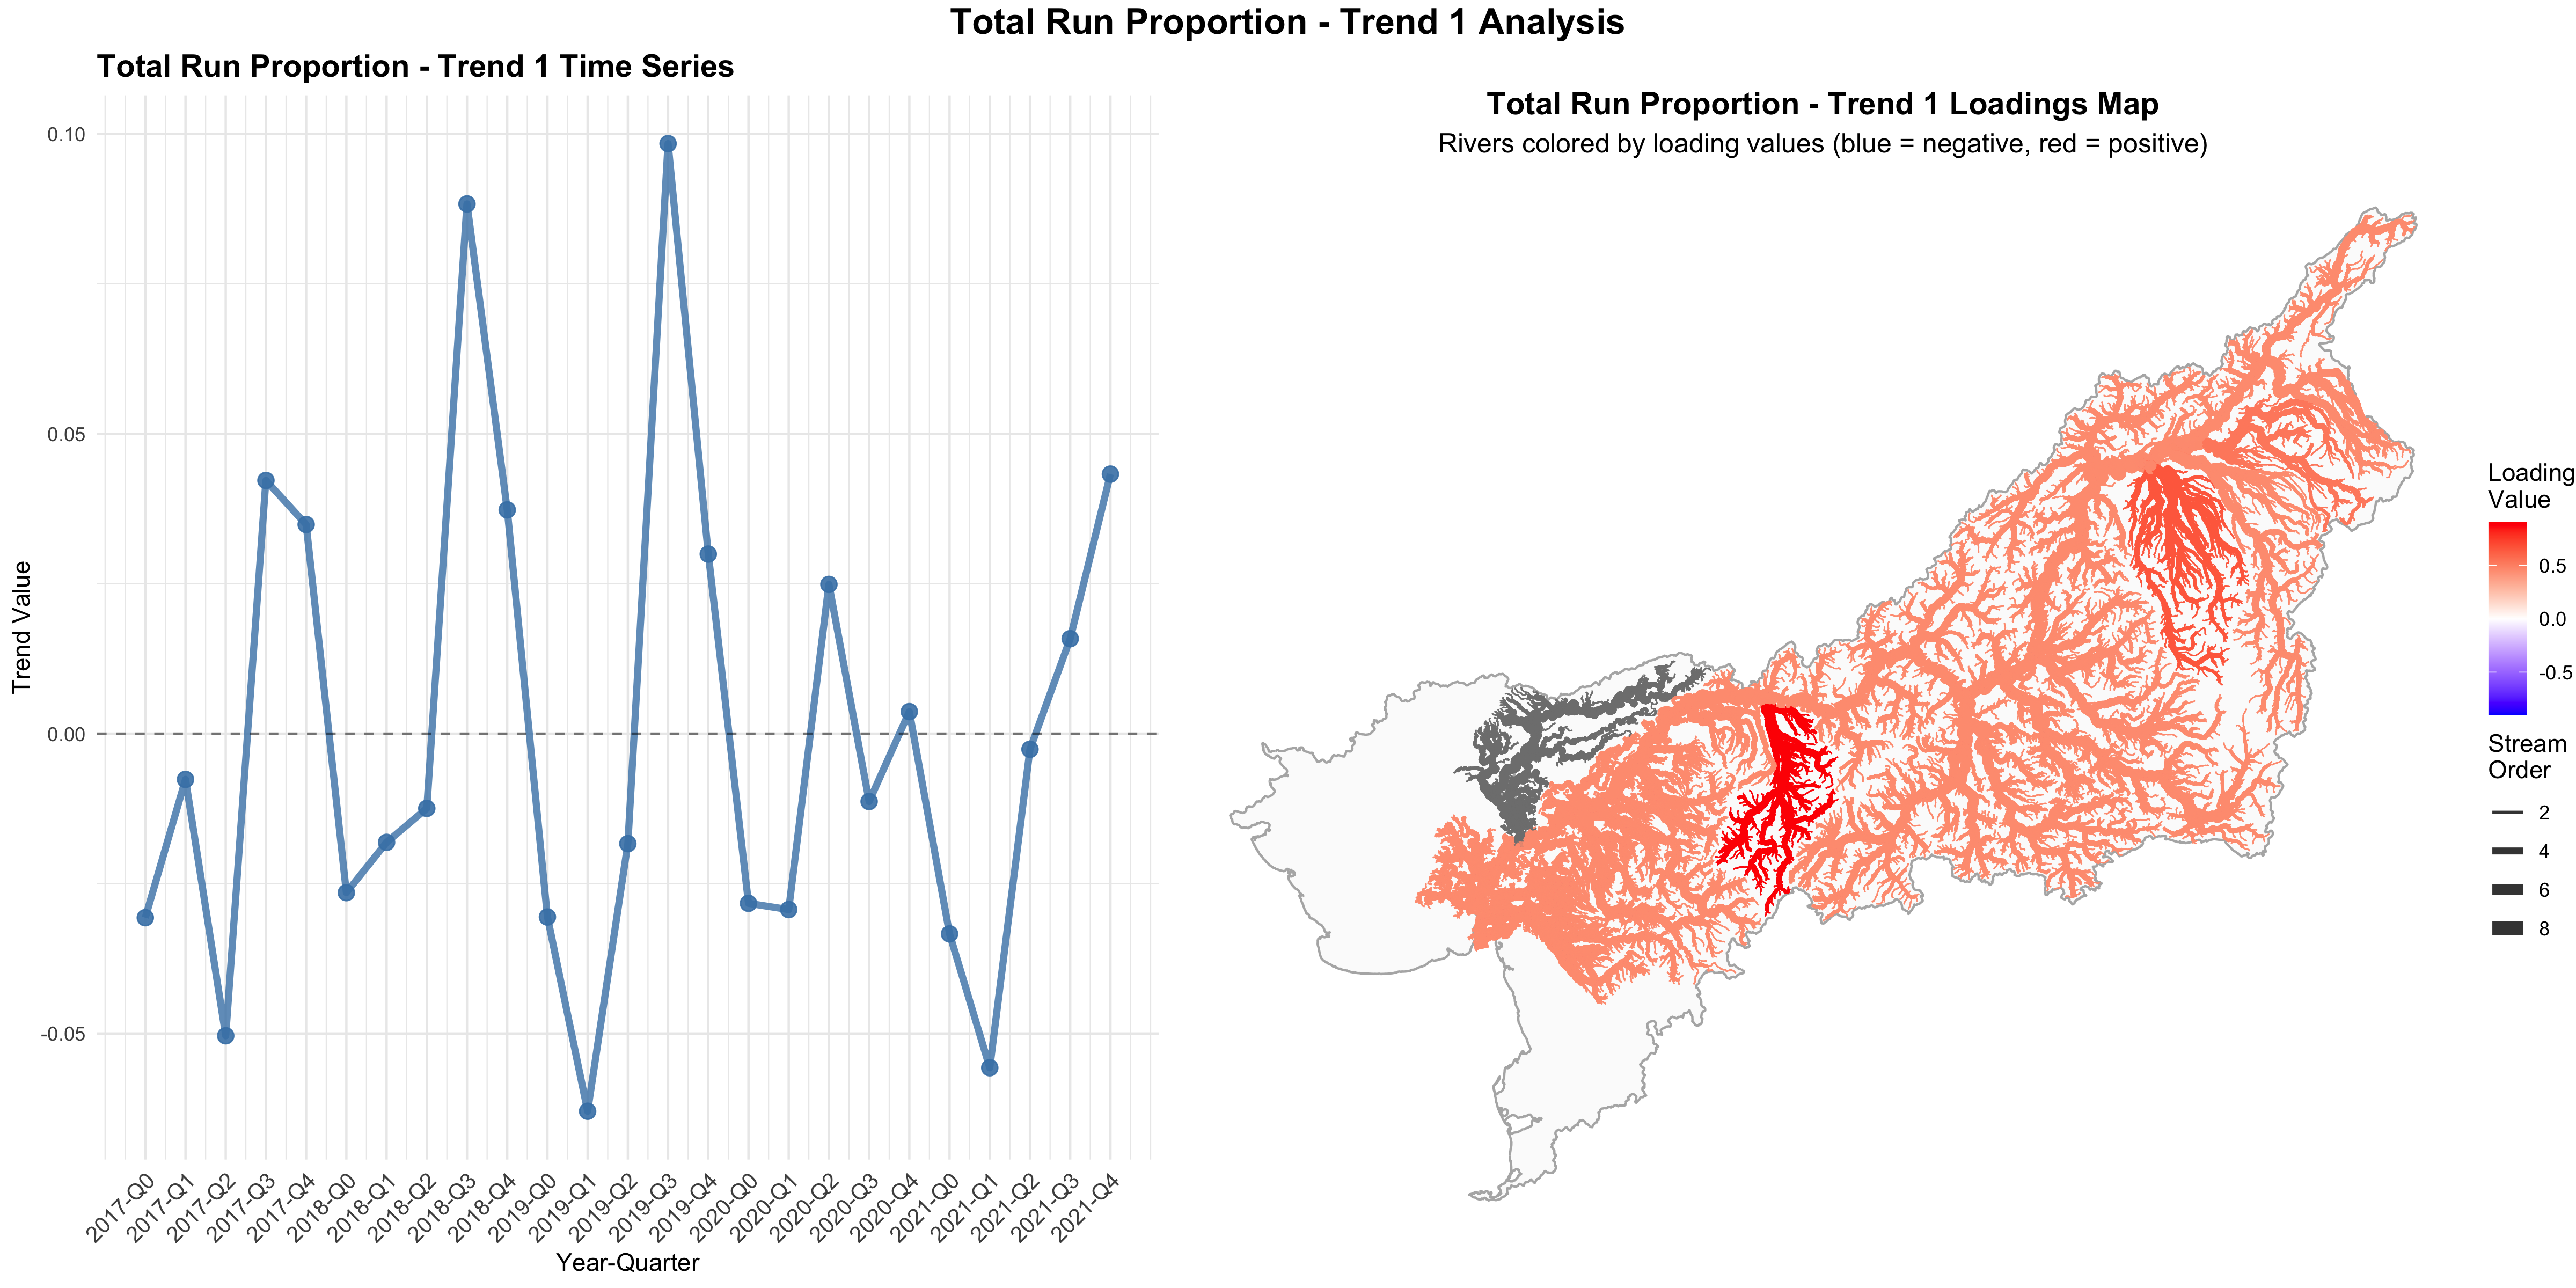 Total Run Proportion - Trend 1 Analysis
Total Run Proportion - Trend 1 Time Series
0.10
0.05
0.00
-0.05
Trend Value
2017-Q0
2017-Q1
2017-Q2
2017-Q3
2017-Q4
2018-Q0
2018-Q1
2018-Q2
2018-Q3
2018-Q4
2019-Q0
2019-Q1
2019-Q2
2019-Q3
2019-Q4
2020-Q0
2020-Q1
2020-Q2
2020-Q3
2020-Q4
2021-Q0
2021-Q1
2021-Q2
2021-Q3
2021-Q4
Year-Quarter
Total Run Proportion - Trend 1 Loadings Map
Rivers colored by loading values (blue = negative, red = positive)
Loading
Value
0.5
0.0
-0.5
Stream
Order
2
4
6
8